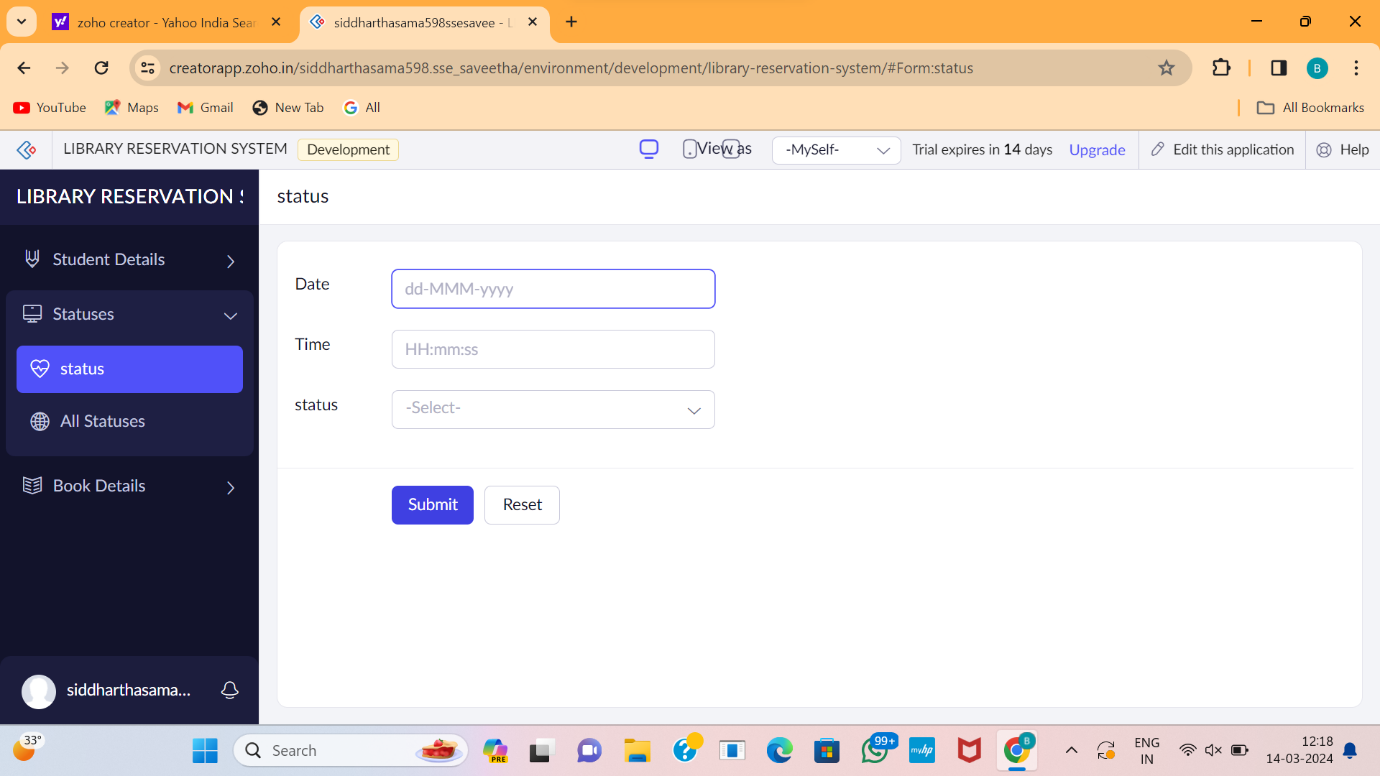 zoho creator - Yahoo India Sear
siddharthasama598ssesavee - L
creatorapp.zoho.in/siddharthasama598.sse_saveetha/environment/development/library-reservation-system/#Form:status
B
YouTube Maps Gmail New Tab All
All Bookmarks
LIBRARY RESERVATION SYSTEM Development View as -MySelf- Trial expires in 14 days Upgrade Edit this application Help
LIBRARY RESERVATION S
status
Student Details
Statuses
status
All Statuses
Book Details
Date dd-MMM-yyyy
Time HH:mm:ss
status -Select-
Submit Reset
siddharthasama...
33°
Search
PRE
99+
myhp
B
ENG
IN
12:18
14-03-2024